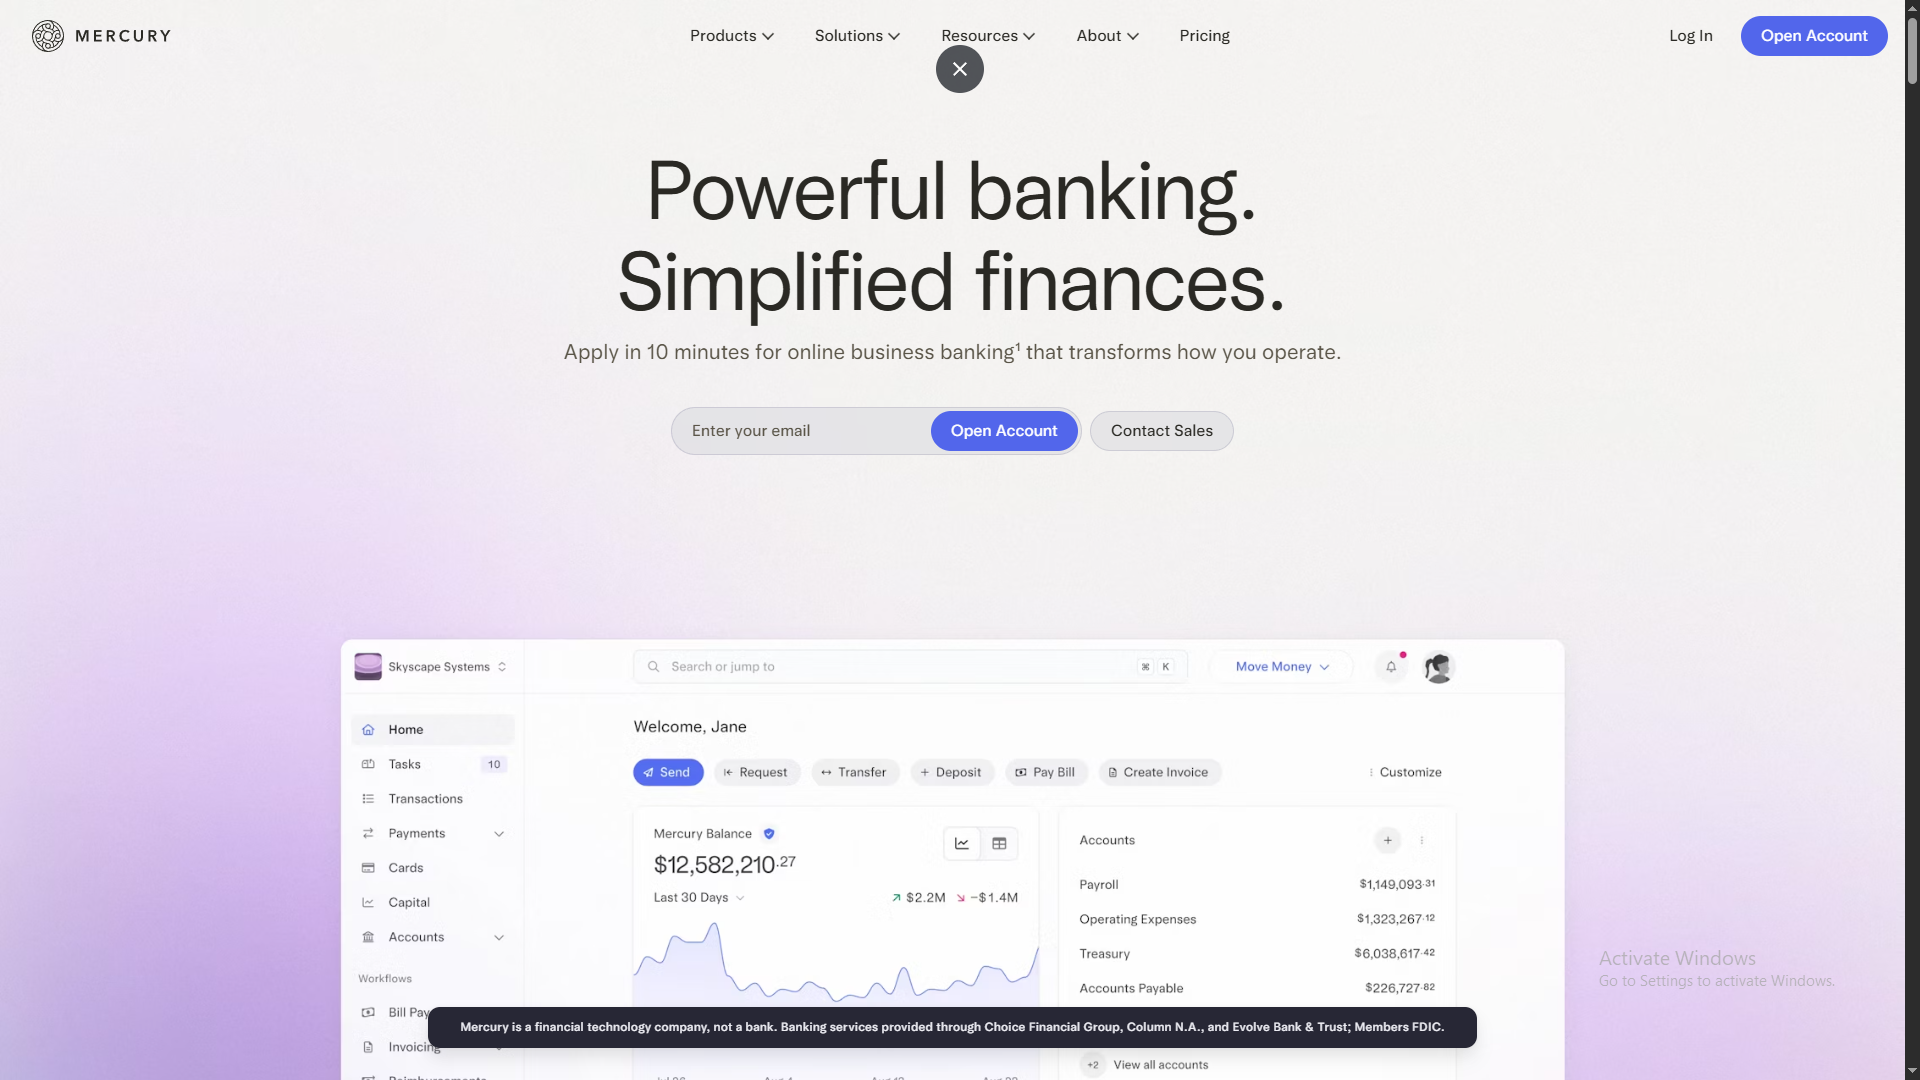 MERCURY
Products
Solutions
Resources
About
Pricing
Log In
Open Account
Powerful banking.
Simplified finances.
Apply in 10 minutes for online business banking¹ that transforms how you operate.
Enter your email
Open Account
Contact Sales
Skyscape Systems
Search or jump to
⌘ K
Move Money
Home
Tasks 10
Transactions
Payments
Cards
Capital
Accounts
Workflows
Bill Pay
Invoicing
Welcome, Jane
Send
Request
Transfer
Deposit
Pay Bill
Create Invoice
Customize
Mercury Balance
$12,582,210.27
Last 30 Days
$2.2M
−$1.4M
Accounts
Payroll $1,149,093.31
Operating Expenses $1,323,267.12
Treasury $6,038,617.42
Accounts Payable $226,727.82
+2 View all accounts
Mercury is a financial technology company, not a bank. Banking services provided through Choice Financial Group, Column N.A., and Evolve Bank & Trust; Members FDIC.
Activate Windows
Go to Settings to activate Windows.